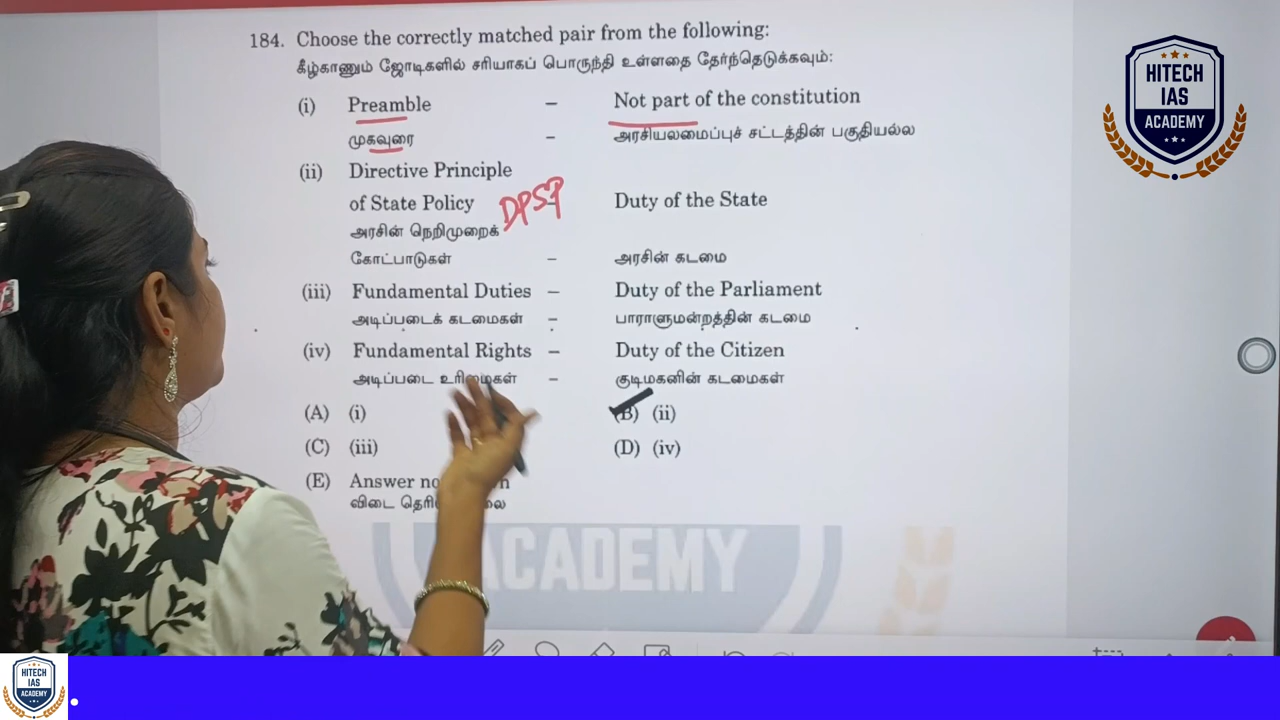 184. Choose the correctly matched pair from the following:
கீழ்காணும் ஜோடிகளில் சரியாகப் பொருந்தி உள்ளதை தேர்ந்தெடுக்கவும்:
(i) Preamble – Not part of the constitution
முகவுரை – அரசியலமைப்புச் சட்டத்தின் பகுதியல்ல
(ii) Directive Principle
of State Policy DPSP – Duty of the State
அரசின் நெறிமுறைக்
கோட்பாடுகள் – அரசின் கடமை
(iii) Fundamental Duties – Duty of the Parliament
அடிப்படைக் கடமைகள் – பாராளுமன்றத்தின் கடமை
(iv) Fundamental Rights – Duty of the Citizen
அடிப்படை உரிமைகள் – குடிமகனின் கடமைகள்
(A) (i) (B) (ii)
(C) (iii) (D) (iv)
(E) Answer
விடை
ACADEMY
HITECH
IAS
ACADEMY
HITECH
IAS
ACADEMY